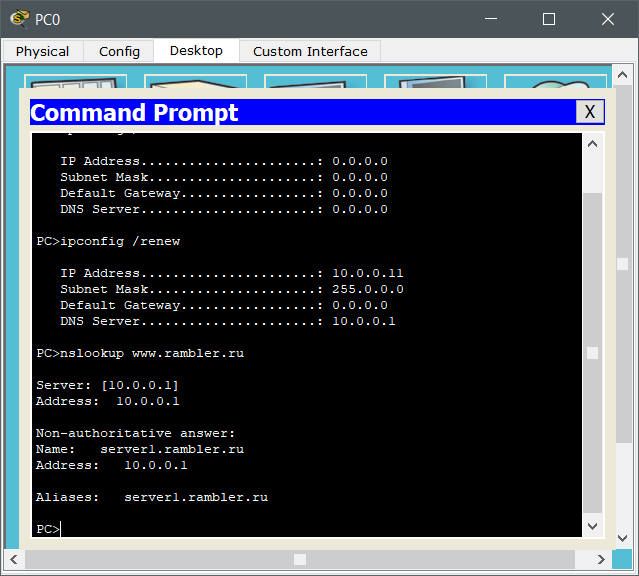 PC0
Physical Config Desktop Custom Interface
Command Prompt X
IP Address......................: 0.0.0.0
Subnet Mask.....................: 0.0.0.0
Default Gateway.................: 0.0.0.0
DNS Server......................: 0.0.0.0
PC>ipconfig /renew
IP Address......................: 10.0.0.11
Subnet Mask.....................: 255.0.0.0
Default Gateway.................: 0.0.0.0
DNS Server......................: 10.0.0.1
PC>nslookup www.rambler.ru
Server: [10.0.0.1]
Address:  10.0.0.1
Non-authoritative answer:
Name:   server1.rambler.ru
Address:   10.0.0.1
Aliases:   server1.rambler.ru
PC>